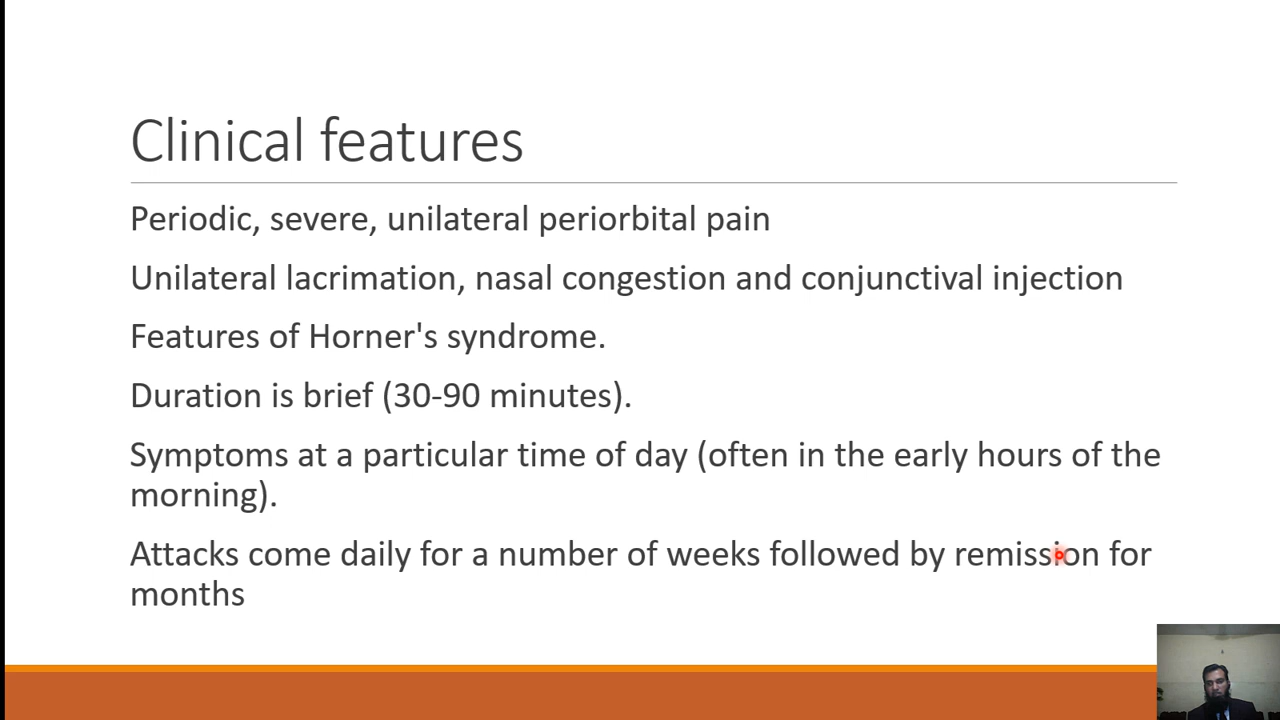 Clinical features
Periodic, severe, unilateral periorbital pain
Unilateral lacrimation, nasal congestion and conjunctival injection
Features of Horner's syndrome.
Duration is brief (30-90 minutes).
Symptoms at a particular time of day (often in the early hours of the
morning).
Attacks come daily for a number of weeks followed by remission for
months